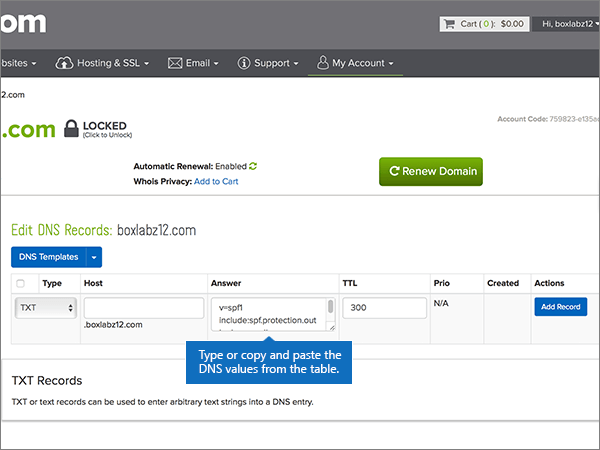 om
Cart ( 0 ): $0.00
Hi, boxlabz12
bsites
Hosting & SSL
Email
Support
My Account
12.com
.com
LOCKED
(Click to Unlock)
Account Code: 759823-e135a
Automatic Renewal: Enabled
Whois Privacy: Add to Cart
Renew Domain
Edit DNS Records: boxlabz12.com
DNS Templates
Type Host Answer TTL Prio Created Actions
TXT
.boxlabz12.com
v=spf1
include:spf.protection.out
300
N/A
Add Record
Type or copy and paste the
DNS values from the table.
TXT Records
TXT or text records can be used to enter arbitrary text strings into a DNS entry.